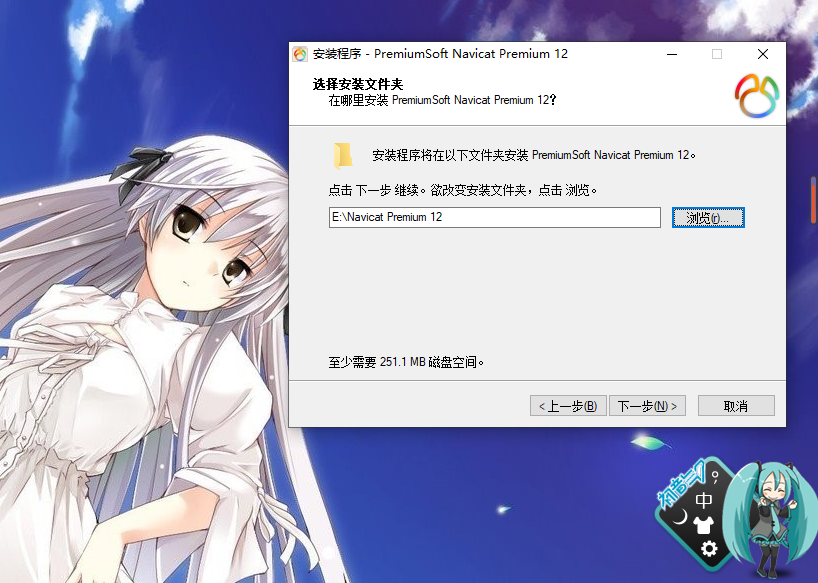 安装程序 - PremiumSoft Navicat Premium 12
选择安装文件夹
在哪里安装 PremiumSoft Navicat Premium 12?
安装程序将在以下文件夹安装 PremiumSoft Navicat Premium 12。
点击 下一步 继续。欲改变安装文件夹，点击 浏览。
E:\Navicat Premium 12
浏览(r)...
至少需要 251.1 MB 磁盘空间。
< 上一步(B)
下一步(N) >
取消
初音ミク
中